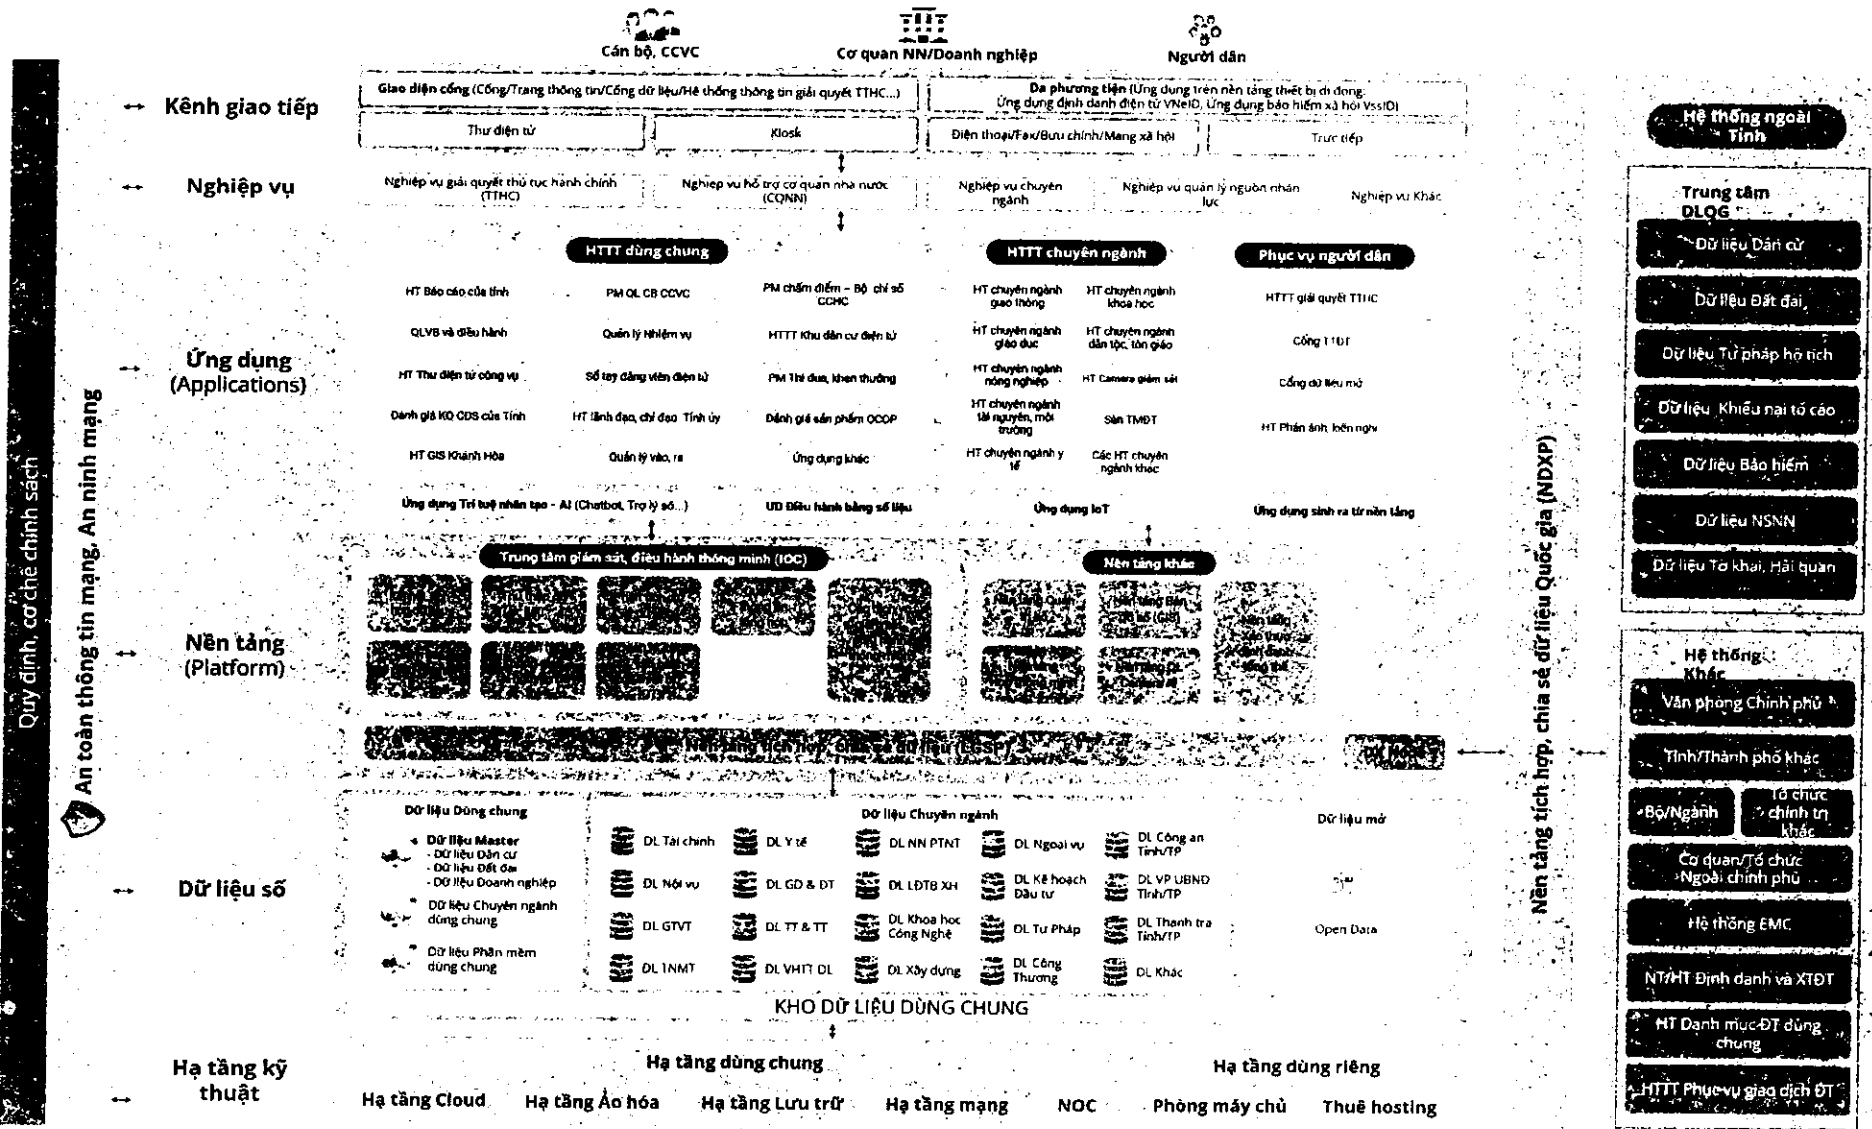 Cán bộ, CCVC
Cơ quan NN/Doanh nghiệp
Người dân
Quy định, cơ chế chính sách
An toàn thông tin mạng, An ninh mạng
Kênh giao tiếp
Giao diện cổng (Cổng/Trang thông tin/Cổng dữ liệu/Hệ thống thông tin giải quyết TTHC...)
Đa phương tiện (Ứng dụng trên nền tảng thiết bị di động:
Ứng dụng định danh điện tử VNeID, Ứng dụng bảo hiểm xã hội VssID)
Thư điện tử
Kiosk
Điện thoại/Fax/Bưu chính/Mạng xã hội
Trực tiếp
Nghiệp vụ
Nghiệp vụ giải quyết thủ tục hành chính
(TTHC)
Nghiệp vụ hỗ trợ cơ quan nhà nước
(CQNN)
Nghiệp vụ chuyên
ngành
Nghiệp vụ quản lý nguồn nhân
lực
Nghiệp vụ Khác
Ứng dụng
(Applications)
HTTT dùng chung
HT Báo cáo của tỉnh
PM QL CB CCVC
PM chấm điểm – Bộ chỉ số
CCHC
QLVB và điều hành
Quản lý Nhiệm vụ
HTTT Khu dân cư điện tử
HT Thư điện tử công vụ
Sổ tay đảng viên điện tử
PM Thi đua, khen thưởng
Đánh giá KQ CĐS của Tỉnh
HT lãnh đạo, chỉ đạo Tỉnh ủy
Đánh giá sản phẩm OCOP
HT GIS Khánh Hòa
Quản lý vào, ra
Ứng dụng khác
HTTT chuyên ngành
HT chuyên ngành
giao thông
HT chuyên ngành
khoa học
HT chuyên ngành
giáo dục
HT chuyên ngành
dân tộc, tôn giáo
HT chuyên ngành
nông nghiệp
HT Camera giám sát
HT chuyên ngành
tài nguyên, môi
trường
Sàn TMĐT
HT chuyên ngành y
tế
Các HT chuyên
ngành khác
Phục vụ người dân
HTTT giải quyết TTHC
Cổng TTĐT
Cổng dữ liệu mở
HT Phản ánh, kiến nghị
Ứng dụng Trí tuệ nhân tạo - AI (Chatbot, Trợ lý số...)
UD Điều hành bằng số liệu
Ứng dụng IoT
Ứng dụng sinh ra từ nền tảng
Nền tảng
(Platform)
Trung tâm giám sát, điều hành thông minh (IOC)
Nền tảng khác
Nền tảng tích hợp, chia sẻ dữ liệu (LGSP)
Dữ liệu số
Dữ liệu Dùng chung
Dữ liệu Master
- Dữ liệu Dân cư
- Dữ liệu Đất đai
- Dữ liệu Doanh nghiệp
Dữ liệu Chuyên ngành
dùng chung
Dữ liệu Phần mềm
dùng chung
Dữ liệu Chuyên ngành
DL Tài chính
DL Y tế
DL NN PTNT
DL Ngoại vụ
DL Công an
Tỉnh/TP
DL Nội vụ
DL GD & ĐT
DL LĐTB XH
DL Kế hoạch
Đầu tư
DL VP UBND
Tỉnh/TP
DL GTVT
DL TT & TT
DL Khoa học
Công Nghệ
DL Tư Pháp
DL Thanh tra
Tỉnh/TP
DL TNMT
DL VHTT DL
DL Xây dựng
DL Công
Thương
DL Khác
Dữ liệu mở
Open Data
KHO DỮ LIỆU DÙNG CHUNG
Hạ tầng kỹ
thuật
Hạ tầng dùng chung
Hạ tầng dùng riêng
Hạ tầng Cloud
Hạ tầng Ảo hóa
Hạ tầng Lưu trữ
Hạ tầng mạng
NOC
Phòng máy chủ
Thuê hosting
Nền tảng tích hợp, chia sẻ dữ liệu Quốc gia (NDXP)
Hệ thống ngoài
Tỉnh
Trung tâm
DLQG
Dữ liệu Dân cư
Dữ liệu Đất đai
Dữ liệu Tư pháp hộ tịch
Dữ liệu Khiếu nại tố cáo
Dữ liệu Bảo hiểm
Dữ liệu NSNN
Dữ liệu Tờ khai, Hải quan
Hệ thống
Khác
Văn phòng Chính phủ
Tỉnh/Thành phố khác
Bộ/Ngành
Tổ chức
chính trị
khác
Cơ quan/Tổ chức
Ngoài chính phủ
Hệ thống EMC
NT/HT Định danh và XTĐT
HT Danh mục ĐT dùng
chung
HTTT Phục vụ giao dịch ĐT